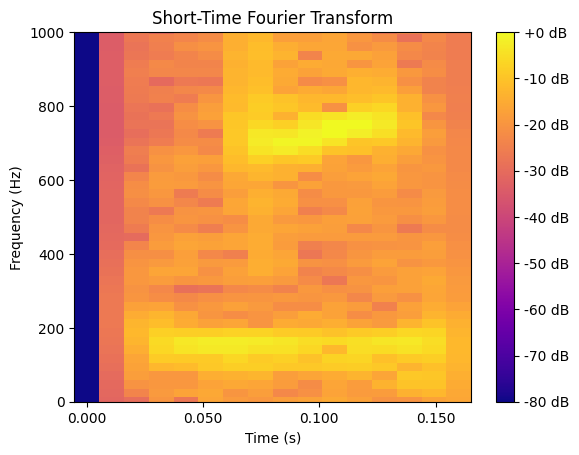 Short-Time Fourier Transform
1000
800
600
400
200
0
Frequency (Hz)
0.000
0.050
0.100
0.150
Time (s)
+0 dB
-10 dB
-20 dB
-30 dB
-40 dB
-50 dB
-60 dB
-70 dB
-80 dB